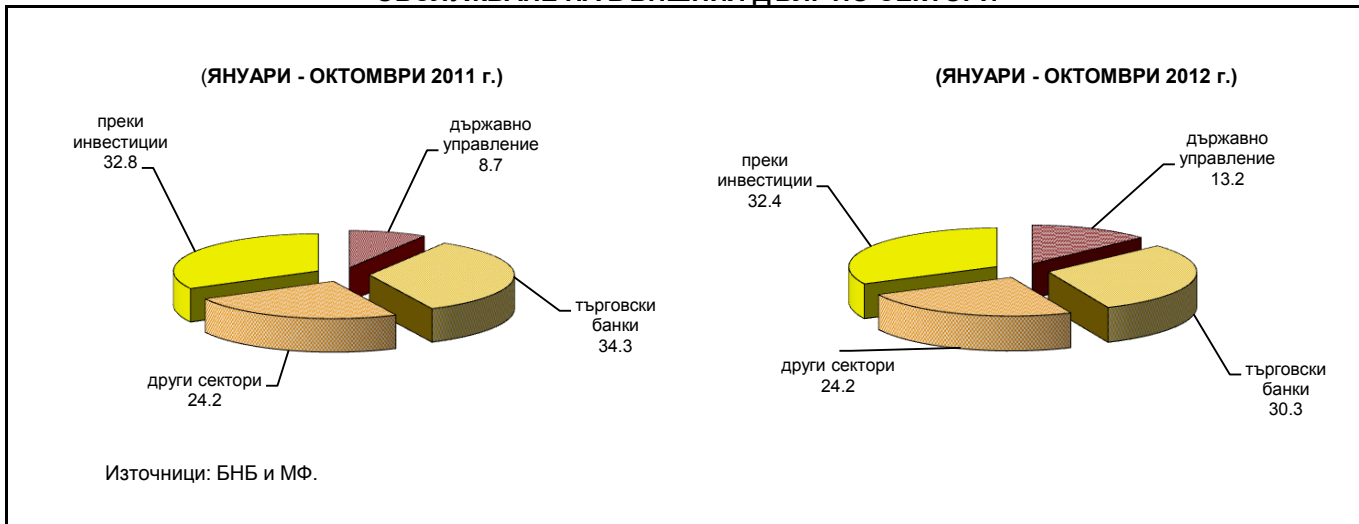 (ЯНУАРИ - ОКТОМВРИ 2011 г.)
преки
инвестиции
32.8
държавно
управление
8.7
търговски
банки
34.3
други сектори
24.2
(ЯНУАРИ - ОКТОМВРИ 2012 г.)
преки
инвестиции
32.4
държавно
управление
13.2
търговски
банки
30.3
други сектори
24.2
Източници: БНБ и МФ.